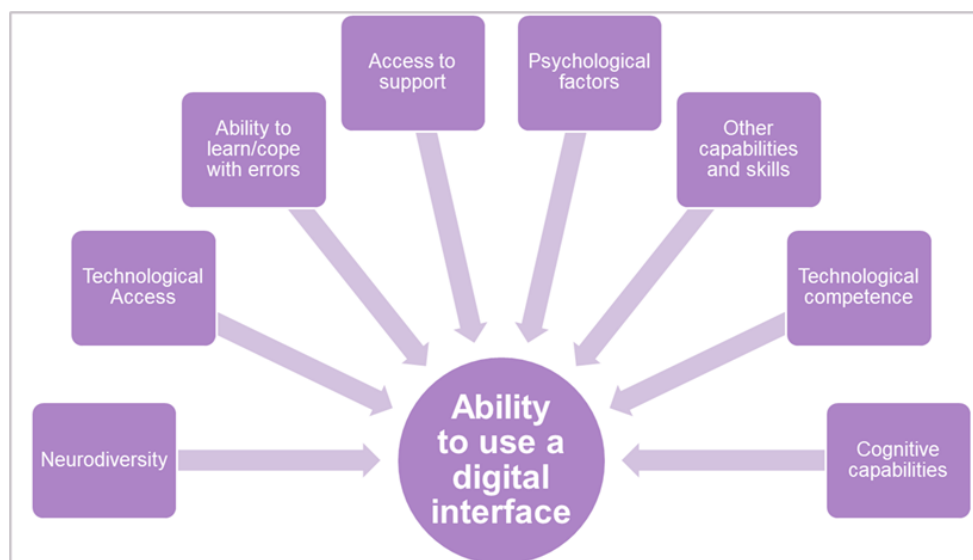 Access to
support
Psychological
factors
Ability to
learn/cope
with errors
Other
capabilities
and skills
Technological
Access
Technological
competence
Neurodiversity
Cognitive
capabilities
Ability
to use a
digital
interface